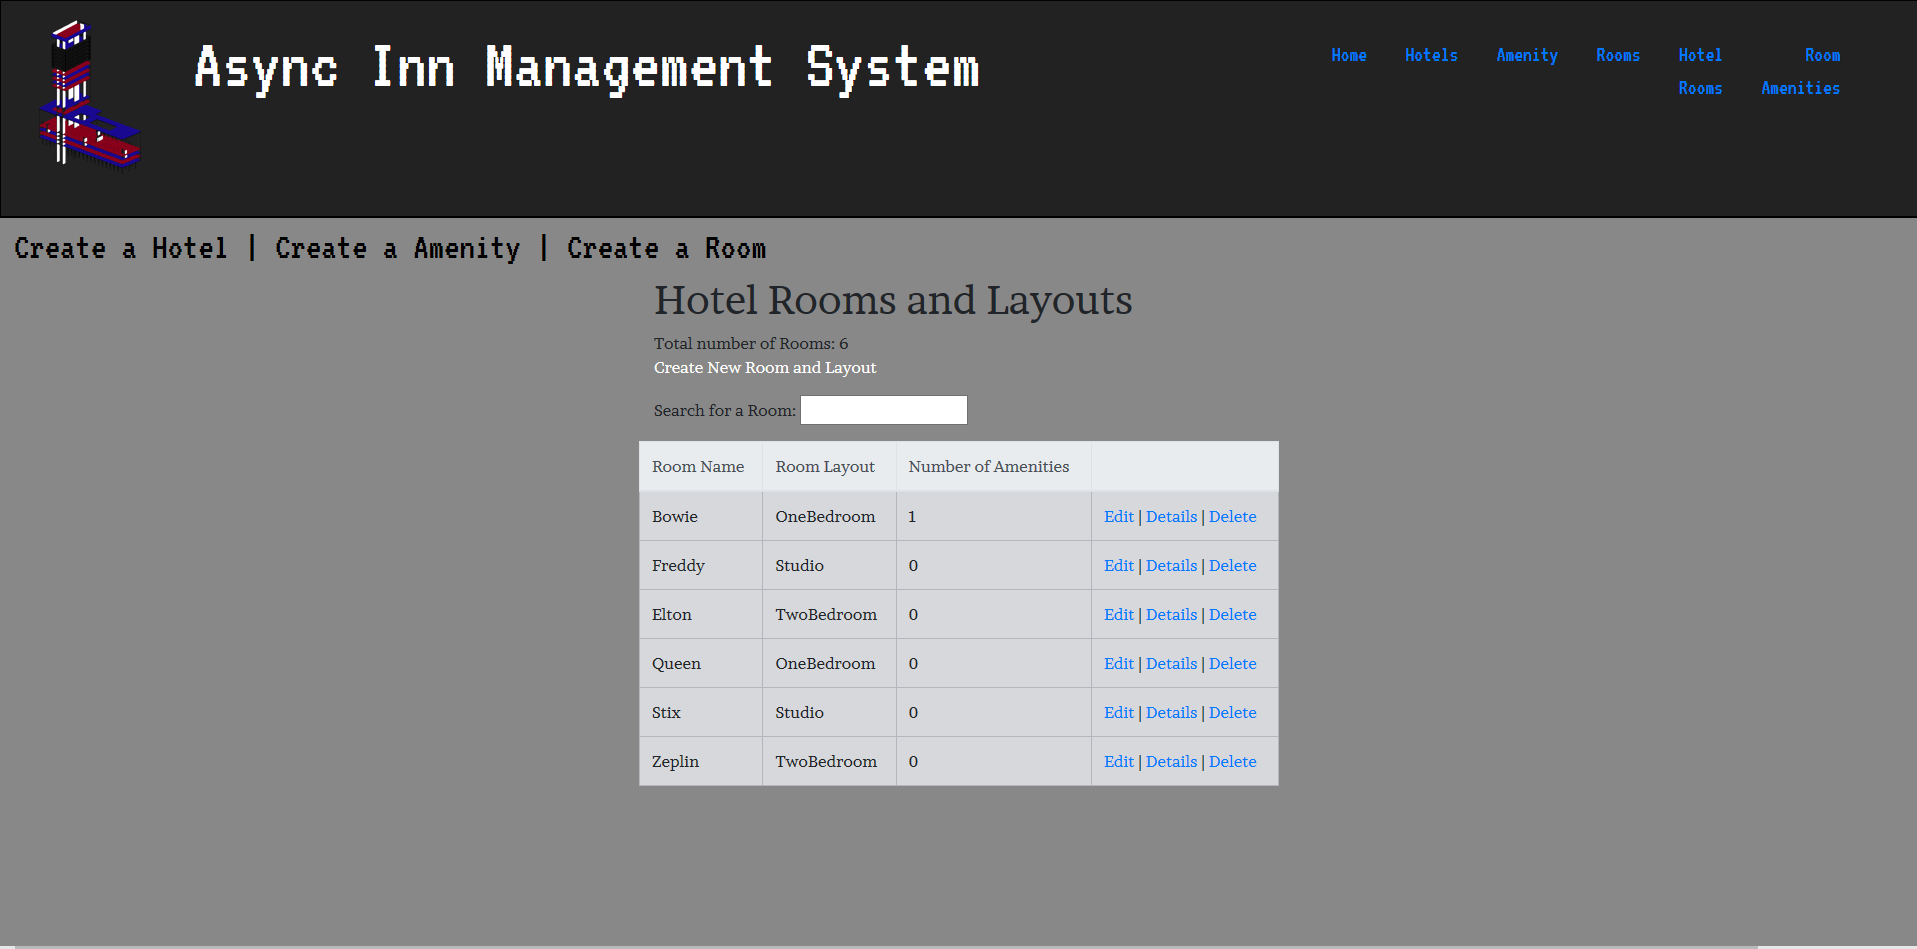 Async Inn Management System
Home Hotels Amenity Rooms Hotel Rooms Room Amenities
Create a Hotel | Create a Amenity | Create a Room
Hotel Rooms and Layouts
Total number of Rooms: 6
Create New Room and Layout
Search for a Room:
Room Name Room Layout Number of Amenities
Bowie OneBedroom 1 Edit | Details | Delete
Freddy Studio 0 Edit | Details | Delete
Elton TwoBedroom 0 Edit | Details | Delete
Queen OneBedroom 0 Edit | Details | Delete
Stix Studio 0 Edit | Details | Delete
Zeplin TwoBedroom 0 Edit | Details | Delete